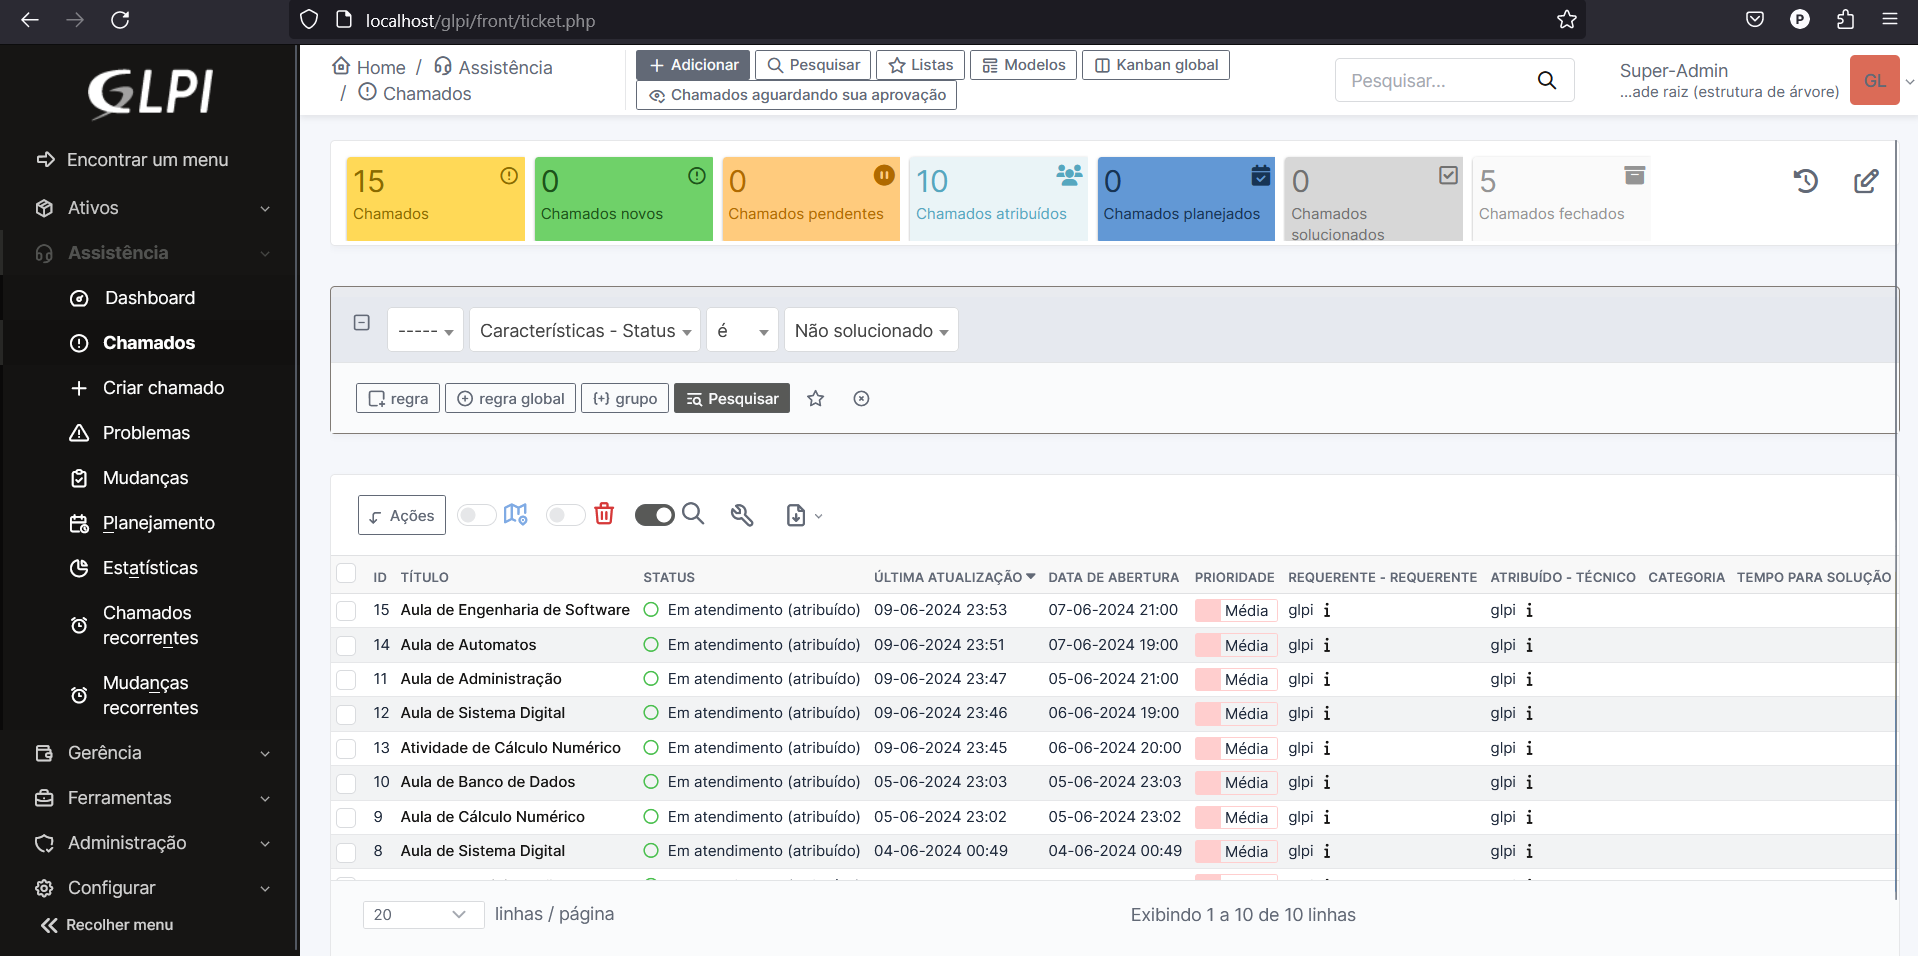 localhost/glpi/front/ticket.php
P
GLPI
Encontrar um menu
Ativos
Assistência
Dashboard
Chamados
Criar chamado
Problemas
Mudanças
Planejamento
Estatísticas
Chamados
recorrentes
Mudanças
recorrentes
Gerência
Ferramentas
Administração
Configurar
Recolher menu
Home / Assistência
/ Chamados
Adicionar Pesquisar Listas Modelos Kanban global
Chamados aguardando sua aprovação
Pesquisar...
Super-Admin
...ade raiz (estrutura de árvore)
GL
15
Chamados
0
Chamados novos
0
Chamados pendentes
10
Chamados atribuídos
0
Chamados planejados
0
Chamados
solucionados
5
Chamados fechados
----- Características - Status é Não solucionado
regra regra global {+} grupo Pesquisar
Ações
ID TÍTULO STATUS ÚLTIMA ATUALIZAÇÃO DATA DE ABERTURA PRIORIDADE REQUERENTE - REQUERENTE ATRIBUÍDO - TÉCNICO CATEGORIA TEMPO PARA SOLUÇÃO
15 Aula de Engenharia de Software Em atendimento (atribuído) 09-06-2024 23:53 07-06-2024 21:00 Média glpi i glpi i
14 Aula de Automatos Em atendimento (atribuído) 09-06-2024 23:51 07-06-2024 19:00 Média glpi i glpi i
11 Aula de Administração Em atendimento (atribuído) 09-06-2024 23:47 05-06-2024 21:00 Média glpi i glpi i
12 Aula de Sistema Digital Em atendimento (atribuído) 09-06-2024 23:46 06-06-2024 19:00 Média glpi i glpi i
13 Atividade de Cálculo Numérico Em atendimento (atribuído) 09-06-2024 23:45 06-06-2024 20:00 Média glpi i glpi i
10 Aula de Banco de Dados Em atendimento (atribuído) 05-06-2024 23:03 05-06-2024 23:03 Média glpi i glpi i
9 Aula de Cálculo Numérico Em atendimento (atribuído) 05-06-2024 23:02 05-06-2024 23:02 Média glpi i glpi i
8 Aula de Sistema Digital Em atendimento (atribuído) 04-06-2024 00:49 04-06-2024 00:49 Média glpi i glpi i
20 linhas / página
Exibindo 1 a 10 de 10 linhas